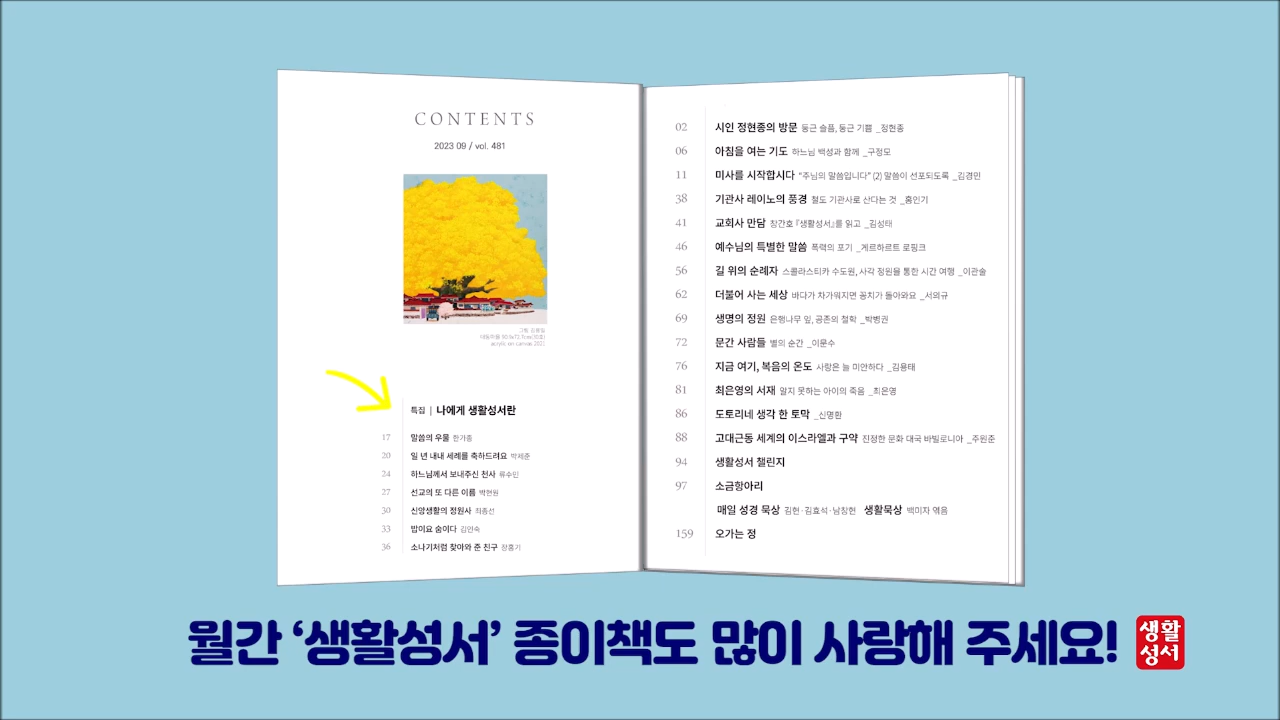 CONTENTS
2023 09 / vol. 481
acrylic on canvas 2021
특집 | 나에게 생활성서란
17 말씀의 우물 한가종
20 일 년 내내 세례를 축하드려요 박세준
24 하느님께서 보내주신 천사 류수인
27 선교의 또 다른 이름 박현원
30 신앙생활의 정원사 최종선
33 밥이요 숨이다 김안숙
36 소나기처럼 찾아와 준 친구 장홍기
02 시인 정현종의 방문 둥근 슬픔, 둥근 기쁨 _정현종
06 아침을 여는 기도 하느님 백성과 함께 _구정모
11 미사를 시작합시다 “주님의 말씀입니다” (2) 말씀이 선포되도록 _김경민
38 기관사 레이노의 풍경 철도 기관사로 산다는 것 _홍인기
41 교회사 만담 창간호 『생활성서』를 읽고 _김성태
46 예수님의 특별한 말씀 폭력의 포기 _게르하르트 로핑크
56 길 위의 순례자 스콜라스티카 수도원, 사각 정원을 통한 시간 여행 _이관술
62 더불어 사는 세상 바다가 차가워지면 꽁치가 돌아와요 _서의규
69 생명의 정원 은행나무 잎, 공존의 철학 _박병권
72 문간 사람들 별의 순간 _이문수
76 지금 여기, 복음의 온도 사랑은 늘 미안하다 _김용태
81 최은영의 서재 알지 못하는 아이의 죽음 _최은영
86 도토리네 생각 한 토막 _신명환
88 고대근동 세계의 이스라엘과 구약 진정한 문화 대국 바빌로니아 _주원준
94 생활성서 챌린지
97 소금항아리
매일 성경 묵상 김현·김효석·남창현 생활묵상 백미자 엮음
159 오가는 정
월간 ‘생활성서’ 종이책도 많이 사랑해 주세요!
생활
성서